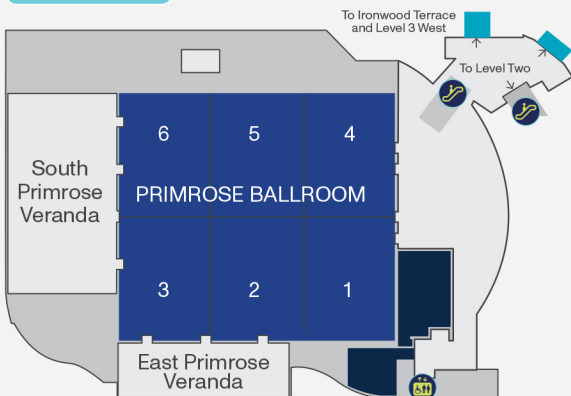 To Ironwood Terrace
and Level 3 West
To Level Two
6
5
4
South
Primrose
Veranda
PRIMROSE BALLROOM
3
2
1
East Primrose
Veranda